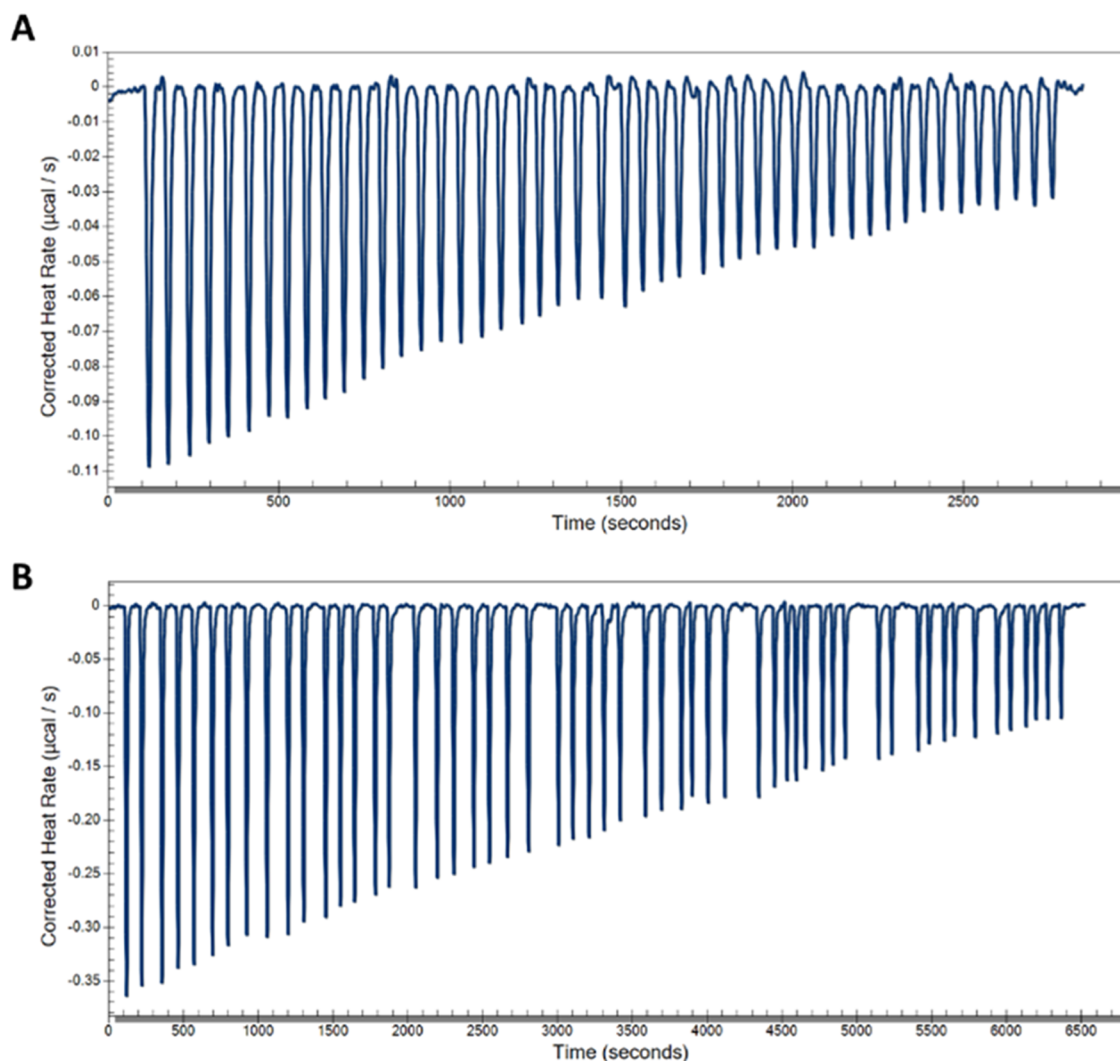 A
Corrected Heat Rate (µcal / s)
0.01
0
-0.01
-0.02
-0.03
-0.04
-0.05
-0.06
-0.07
-0.08
-0.09
-0.10
-0.11
0 500 1000 1500 2000 2500
Time (seconds)
B
Corrected Heat Rate (µcal / s)
0
-0.05
-0.10
-0.15
-0.20
-0.25
-0.30
-0.35
0 500 1000 1500 2000 2500 3000 3500 4000 4500 5000 5500 6000 6500
Time (seconds)